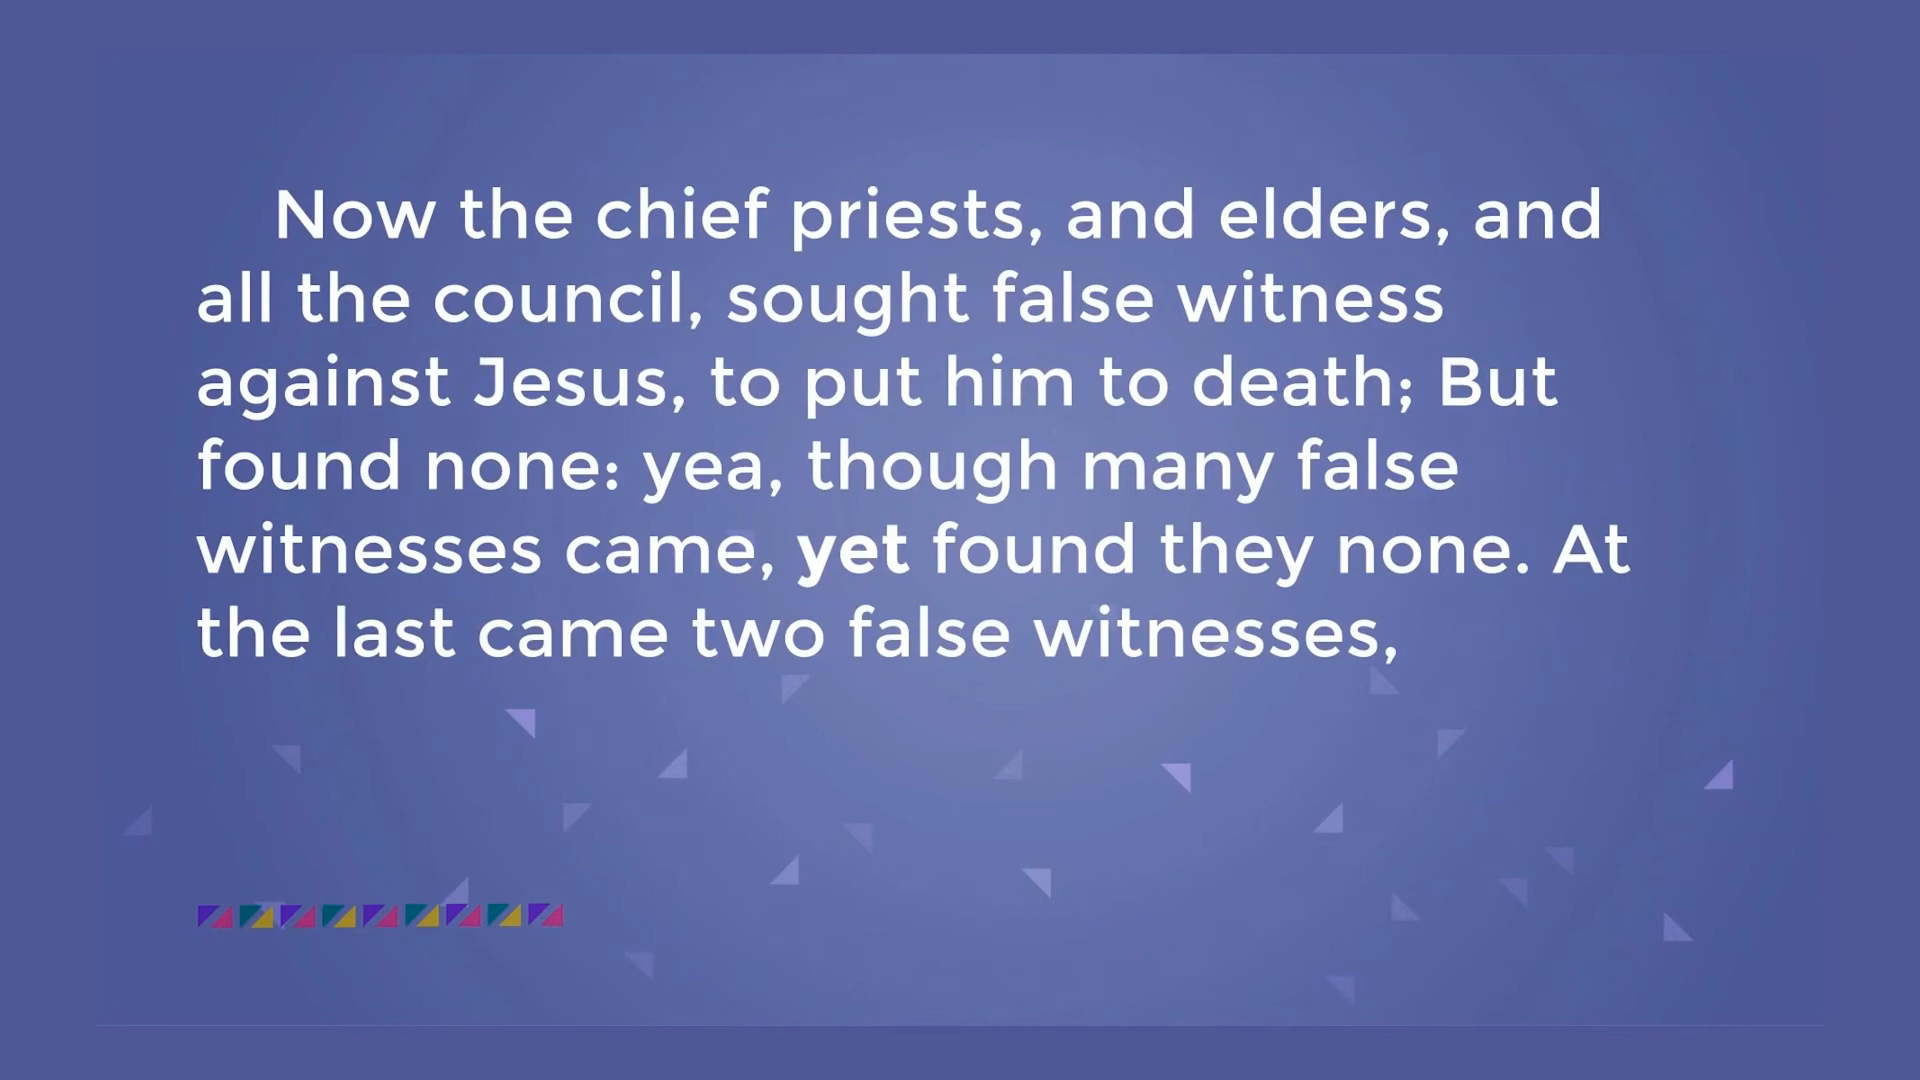 Now the chief priests, and elders, and
all the council, sought false witness
against Jesus, to put him to death; But
found none: yea, though many false
witnesses came, yet found they none. At
the last came two false witnesses,